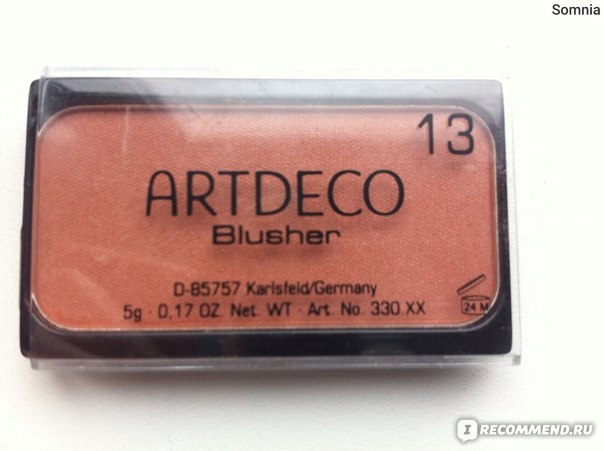 Somnia
13
ARTDECO
Blusher
D-85757 Karlsfeld/Germany
5g · 0,17 OZ. Net. WT · Art. No. 330.XX
24 M
I RECOMMEND.RU